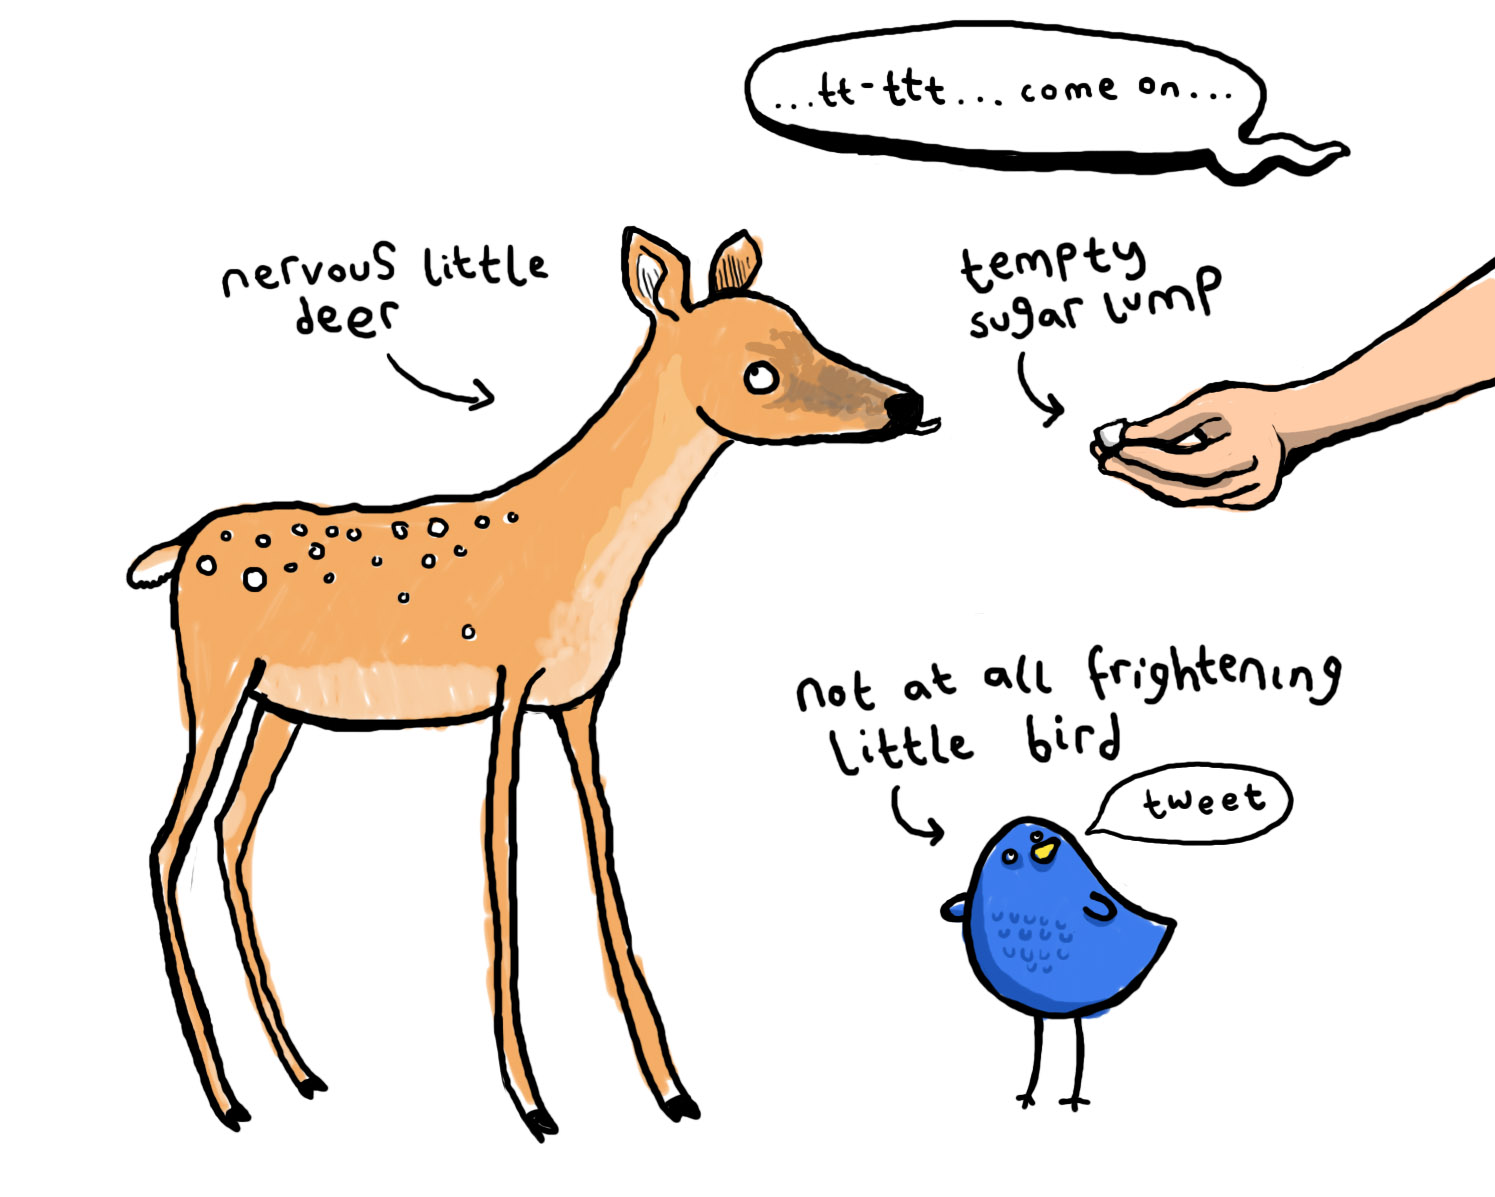 ...tt-ttt... come on...
nervous little
deer
tempty
sugar lump
not at all frightening
little bird
tweet